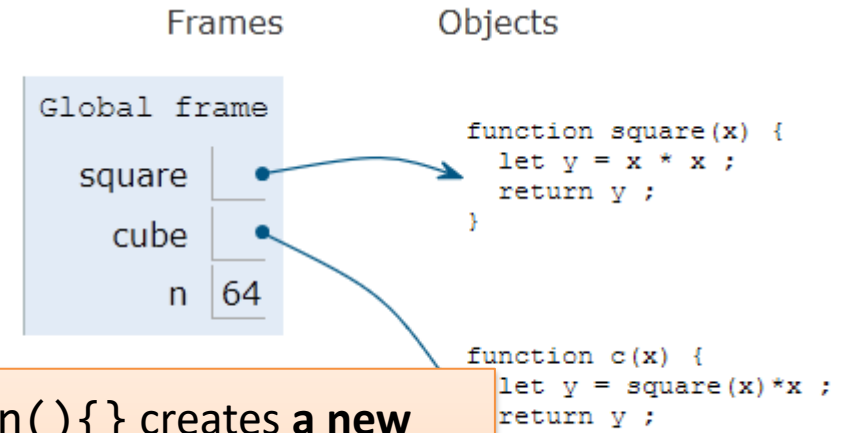 Frames Objects
Global frame
square
cube
n 64
function square(x) {
let y = x * x ;
return y ;
}
function c(x) {
let y = square(x)*x ;
return y ;
n(){} creates a new